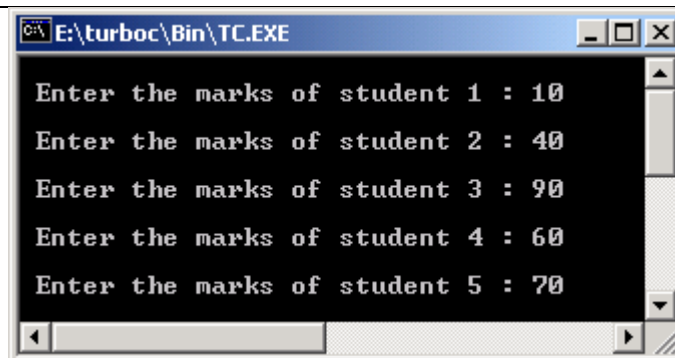 E:\turboc\Bin\TC.EXE
Enter the marks of student 1 : 10
Enter the marks of student 2 : 40
Enter the marks of student 3 : 90
Enter the marks of student 4 : 60
Enter the marks of student 5 : 70